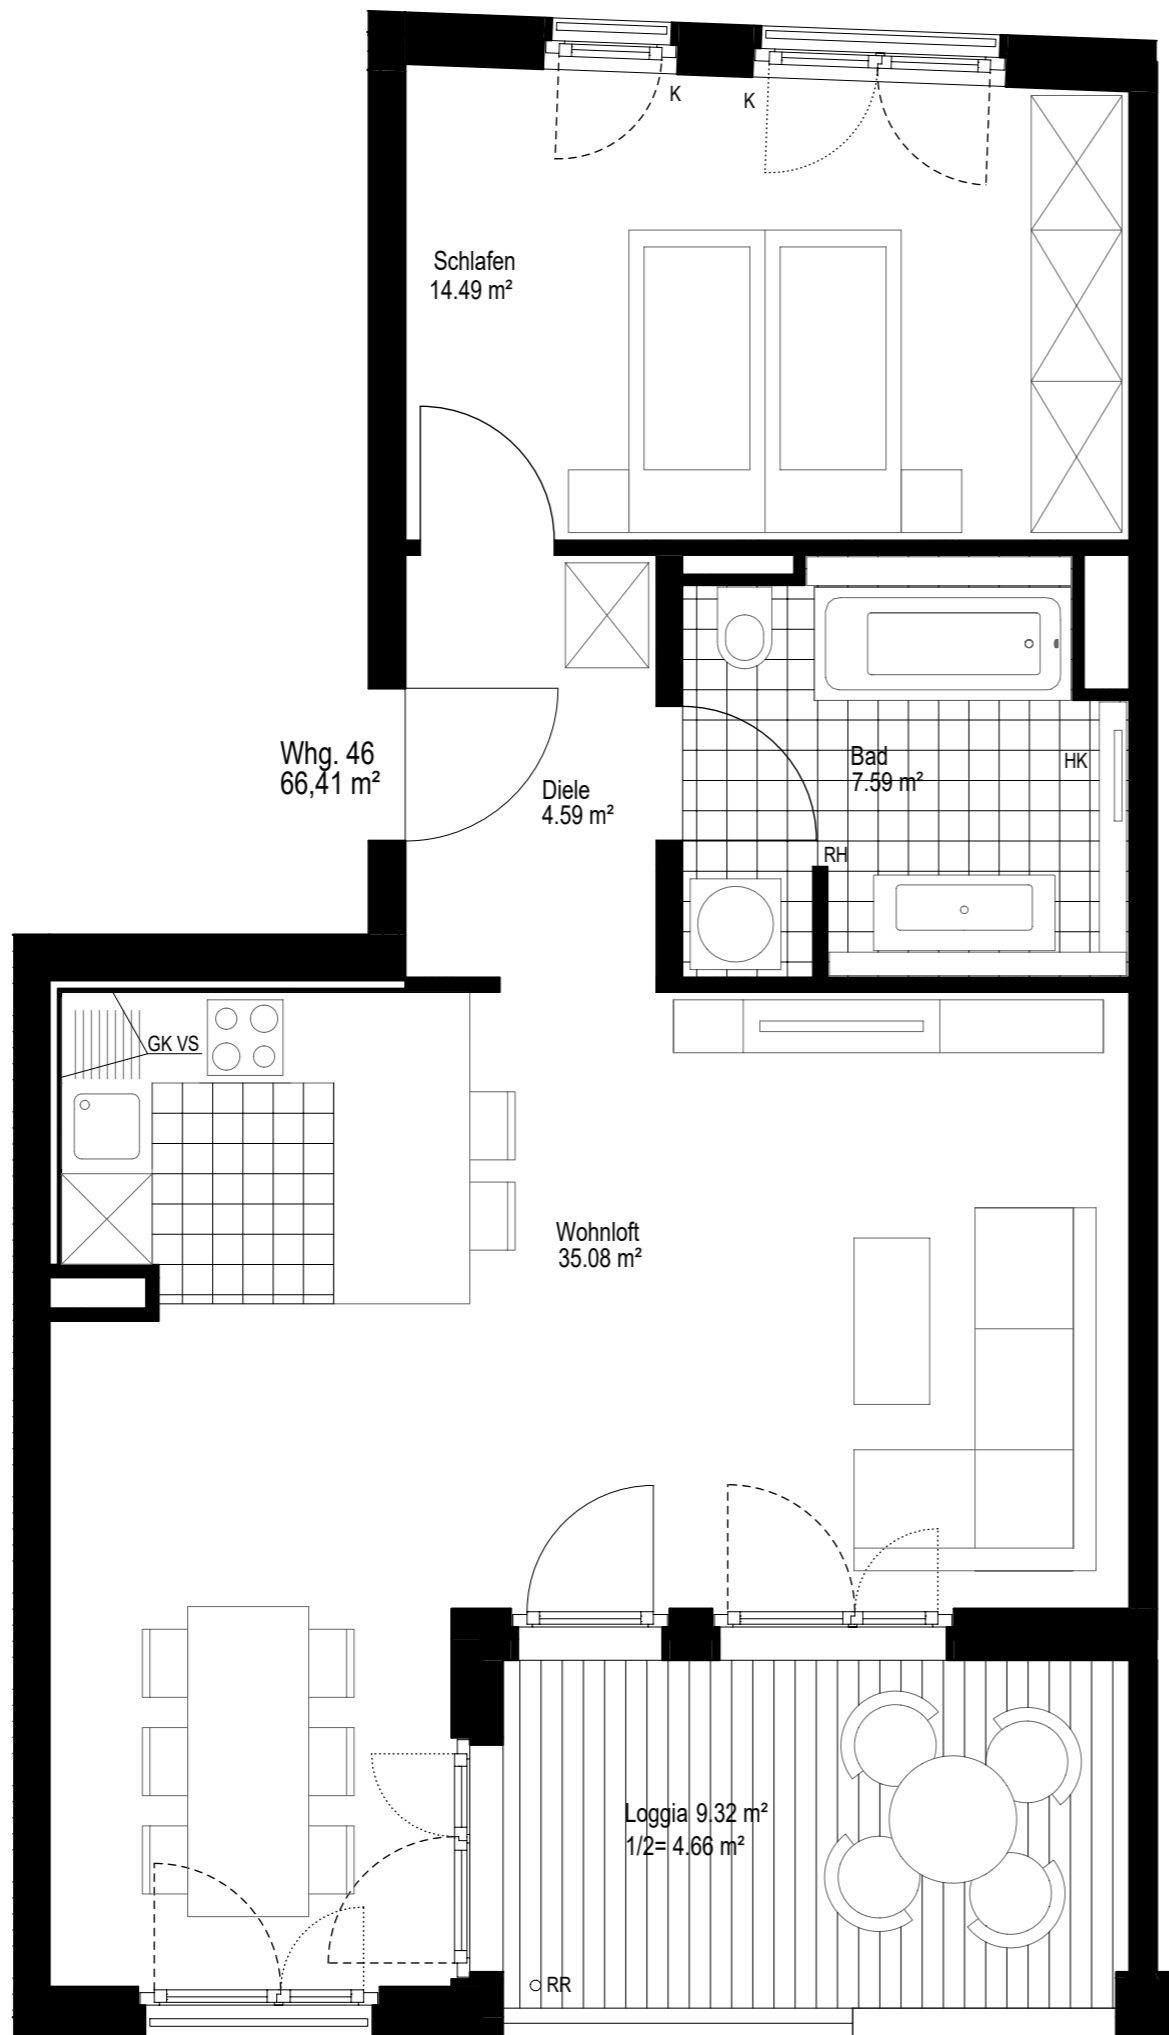 K
K
Schlafen
14.49 m²
Whg. 46
66,41 m²
Diele
4.59 m²
Bad
7.59 m²
HK
RH
GK VS
Wohnloft
35.08 m²
Loggia 9.32 m²
1/2= 4.66 m²
RR